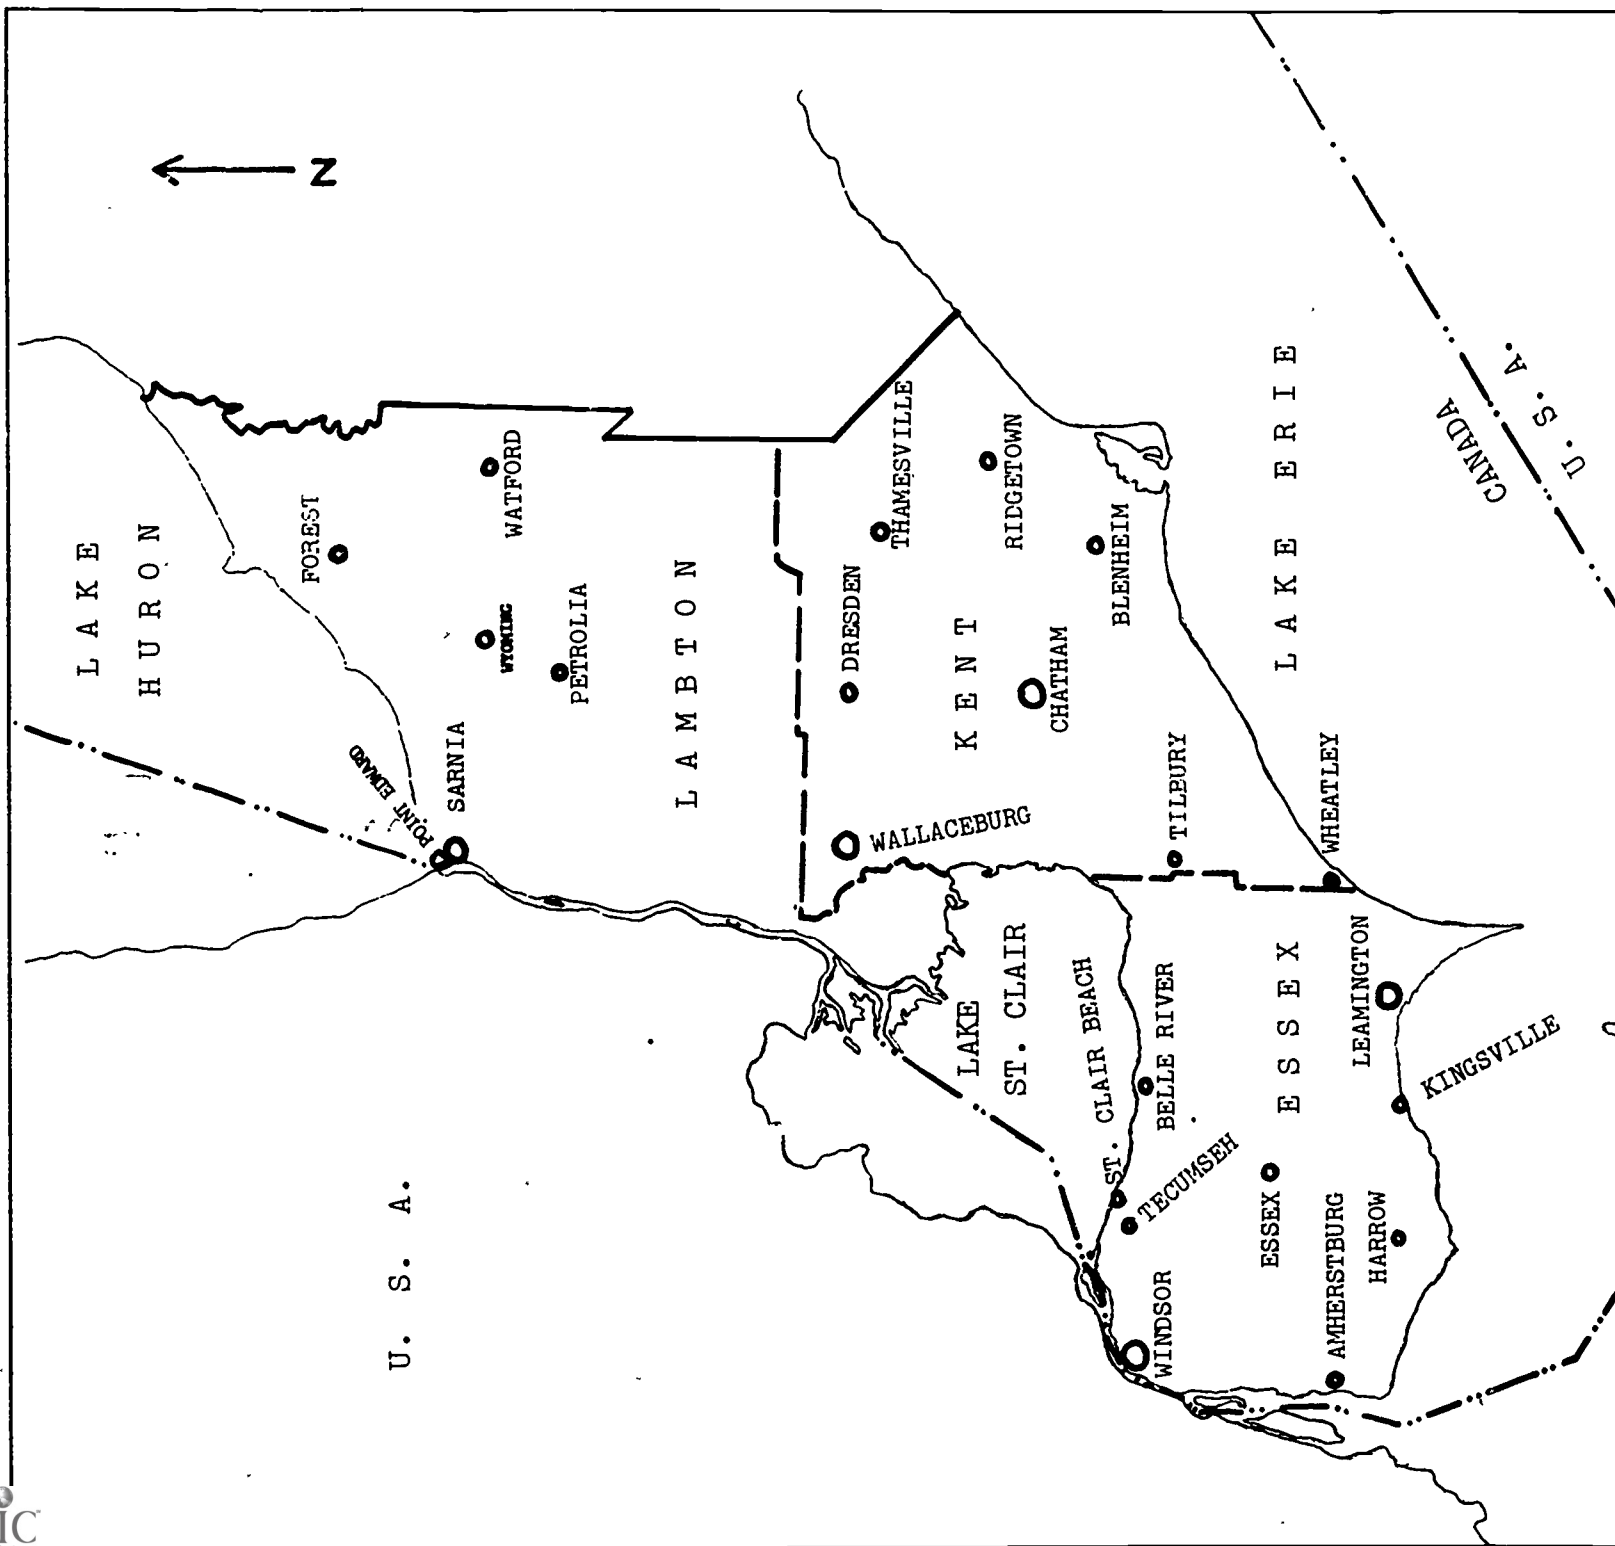 N
LAKE
HURON
FOREST
WATFORD
WYOMING
PETROLIA
POINT EDWARD
SARNIA
LAMBTON
THAMESVILLE
DRESDEN
RIDGETOWN
BLENHEIM
KENT
CHATHAM
WALLACEBURG
TILBURY
WHEATLEY
LAKE ERIE
CANADA
U. S. A.
U. S. A.
LAKE
ST. CLAIR
ST. CLAIR BEACH
BELLE RIVER
TECUMSEH
ESSEX
LEAMINGTON
KINGSVILLE
ESSEX
AMHERSTBURG
HARROW
WINDSOR
IC